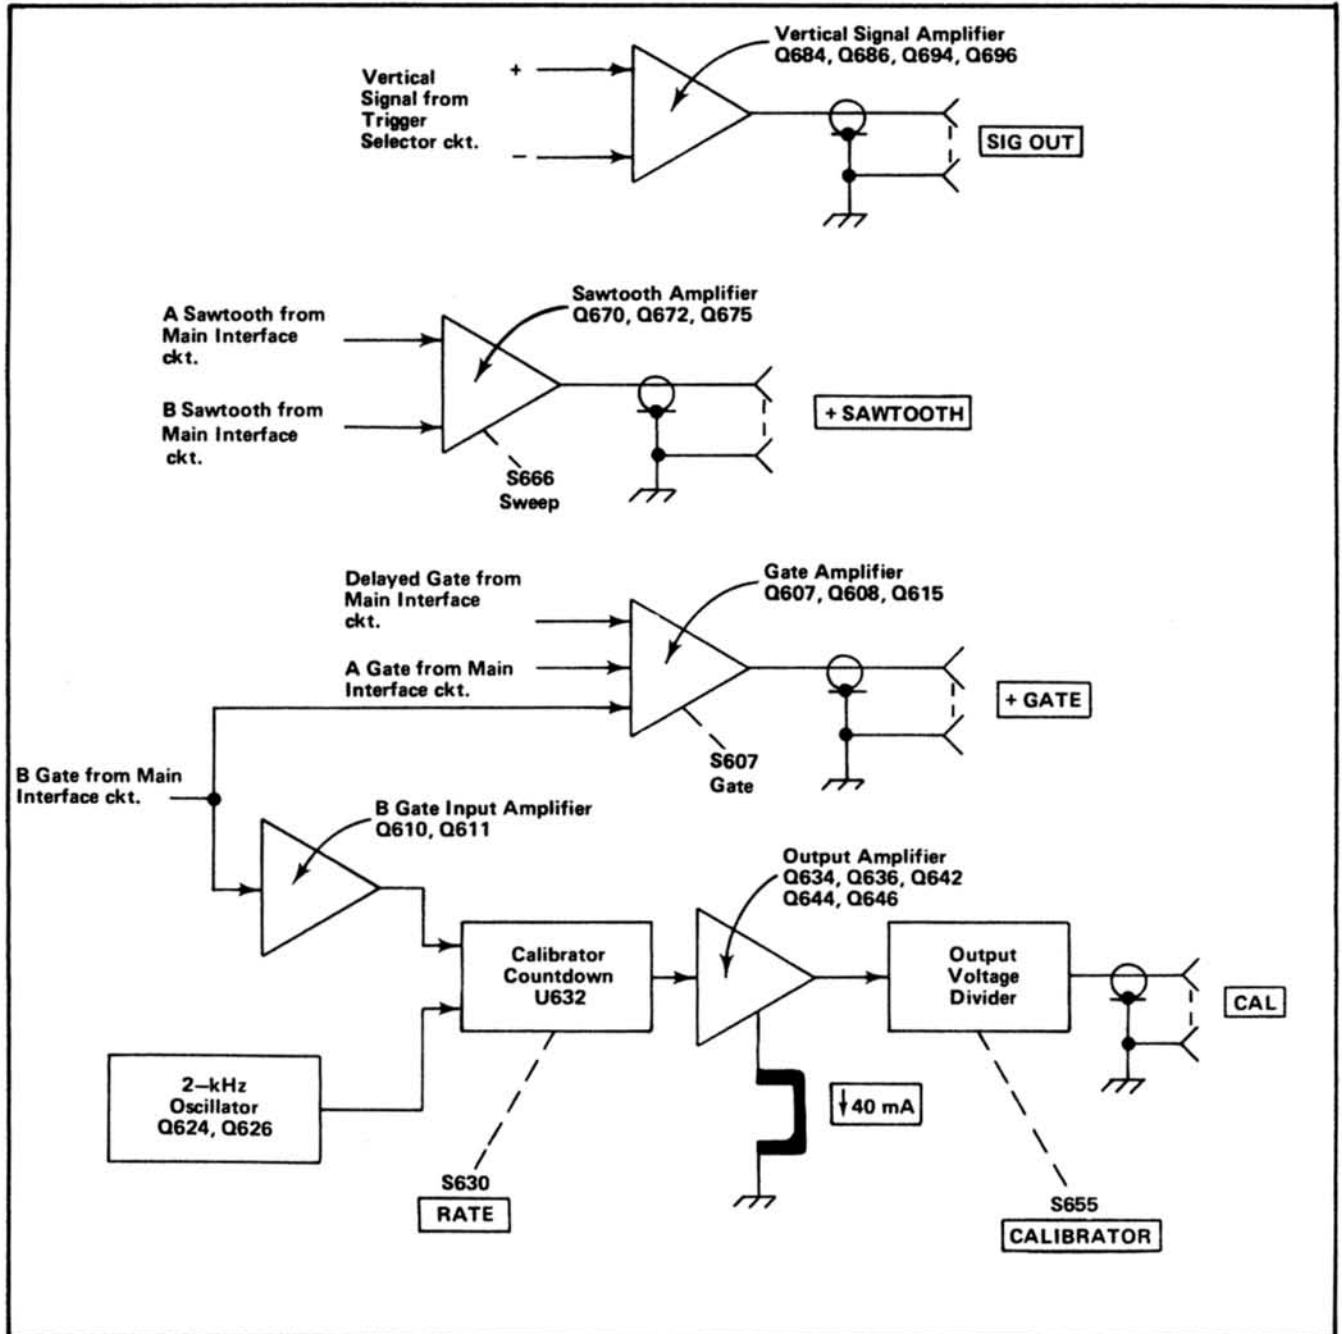 Vertical Signal Amplifier
Q684, Q686, Q694, Q696
Vertical
Signal from
Trigger
Selector ckt.
+
−
SIG OUT
Sawtooth Amplifier
Q670, Q672, Q675
A Sawtooth from
Main Interface
ckt.
B Sawtooth from
Main Interface
ckt.
+ SAWTOOTH
S666
Sweep
Delayed Gate from
Main Interface
ckt.
Gate Amplifier
Q607, Q608, Q615
A Gate from Main
Interface ckt.
+ GATE
S607
Gate
B Gate from Main
Interface ckt.
B Gate Input Amplifier
Q610, Q611
Output Amplifier
Q634, Q636, Q642
Q644, Q646
Calibrator
Countdown
U632
Output
Voltage
Divider
CAL
2–kHz
Oscillator
Q624, Q626
↓40 mA
S630
RATE
S655
CALIBRATOR